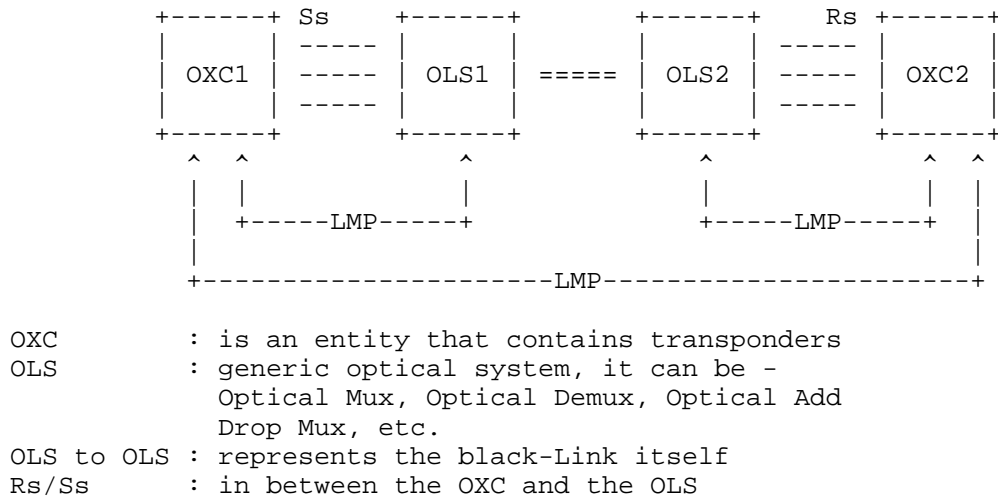 +------+ Ss    +------+       +------+    Rs +------+
|      | ----- |      |       |      | ----- |      |
| OXC1 | ----- | OLS1 | ===== | OLS2 | ----- | OXC2 |
|      | ----- |      |       |      | ----- |      |
+------+       +------+       +------+       +------+
^  ^             ^              ^             ^  ^
|  |             |              |             |  |
|  +-----LMP-----+              +-----LMP-----+  |
|                                                |
+----------------------LMP-----------------------+
OXC : is an entity that contains transponders
OLS : generic optical system, it can be -
Optical Mux, Optical Demux, Optical Add
Drop Mux, etc.
OLS to OLS : represents the black-Link itself
Rs/Ss : in between the OXC and the OLS